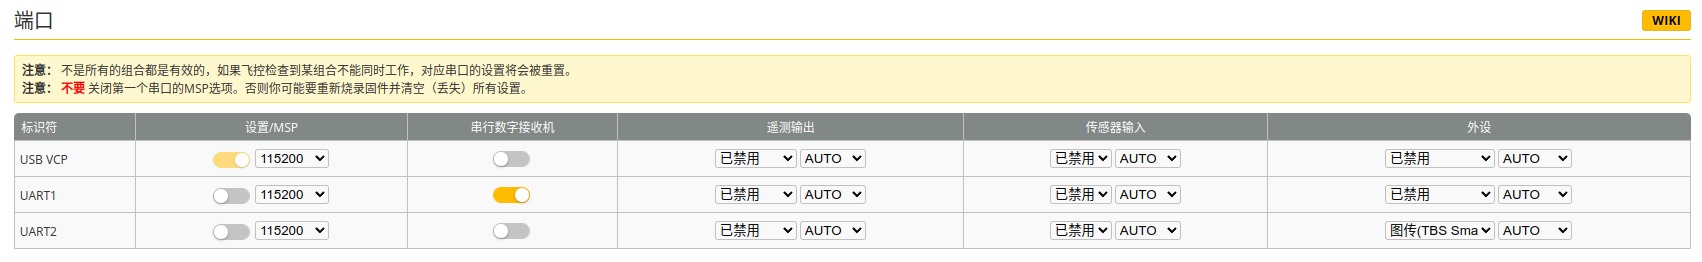 端口
WIKI
注意： 不是所有的组合都是有效的，如果飞控检查到某组合不能同时工作，对应串口的设置将会被重置。
注意： 不要 关闭第一个串口的MSP选项。否则你可能要重新烧录固件并清空（丢失）所有设置。
标识符 设置/MSP 串行数字接收机 遥测输出 传感器输入 外设
USB VCP 115200 已禁用 AUTO 已禁用 AUTO 已禁用 AUTO
UART1 115200 已禁用 AUTO 已禁用 AUTO 已禁用 AUTO
UART2 115200 已禁用 AUTO 已禁用 AUTO 图传(TBS Sma AUTO